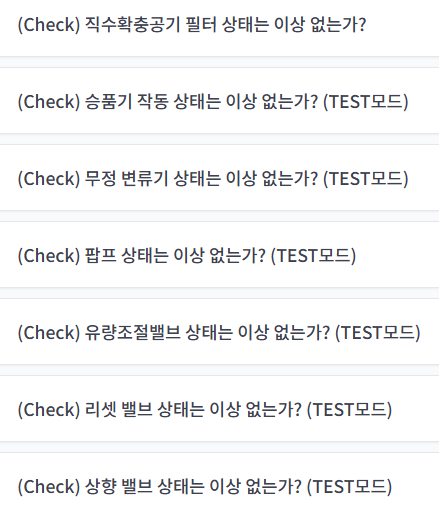 (Check) 직수확충공기 필터 상태는 이상 없는가?
(Check) 승품기 작동 상태는 이상 없는가? (TEST모드)
(Check) 무정 변류기 상태는 이상 없는가? (TEST모드)
(Check) 팝프 상태는 이상 없는가? (TEST모드)
(Check) 유량조절밸브 상태는 이상 없는가? (TEST모드)
(Check) 리셋 밸브 상태는 이상 없는가? (TEST모드)
(Check) 상향 밸브 상태는 이상 없는가? (TEST모드)